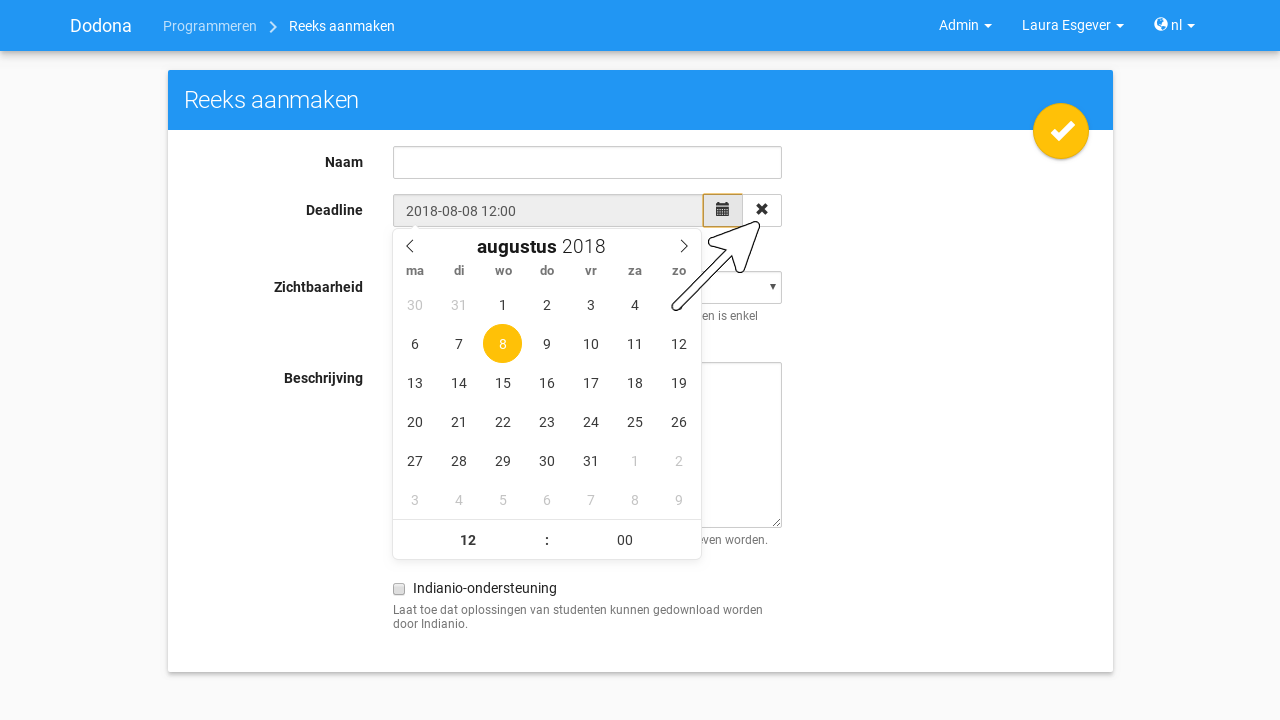 Dodona Programmeren Reeks aanmaken Admin Laura Esgever nl
Reeks aanmaken
Naam
Deadline 2018-08-08 12:00
augustus 2018
ma di wo do vr za zo
Zichtbaarheid
30 31 1 2 3 4
en is enkel
6 7 8 9 10 11 12
Beschrijving
13 14 15 16 17 18 19
20 21 22 23 24 25 26
27 28 29 30 31 1 2
3 4 5 6 7 8 9
12 : 00
even worden.
Indianio-ondersteuning
Laat toe dat oplossingen van studenten kunnen gedownload worden
door Indianio.